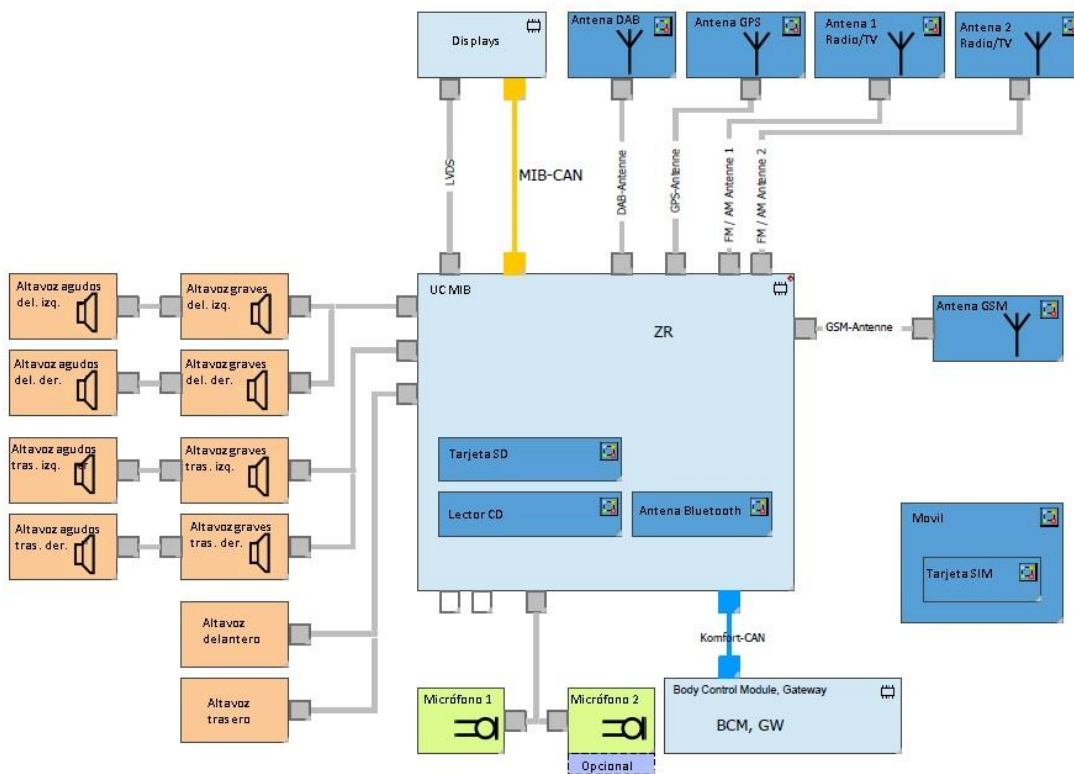 Displays
Antena DAB
Antena GPS
Antena 1
Radio/TV
Antena 2
Radio/TV
LVDS
MIB-CAN
DAB-Antenne
GPS-Antenne
FM / AM Antenne 1
FM / AM Antenne 2
UC MIB
ZR
Altavoz agudos
del. izq.
Altavoz graves
del. izq.
Altavoz agudos
del. der.
Altavoz graves
del. der.
Altavoz agudos
tras. izq. er
Altavoz graves
tras. izq.
Altavoz agudos
tras. der.
Altavoz graves
tras. der.
Altavoz
delantero
Altavoz
trasero
GSM-Antenne
Antena GSM
Tarjeta SD
Lector CD
Antena Bluetooth
Movil
Tarjeta SIM
Komfort-CAN
Micrófono 1
Micrófono 2
Opcional
Body Control Module, Gateway
BCM, GW